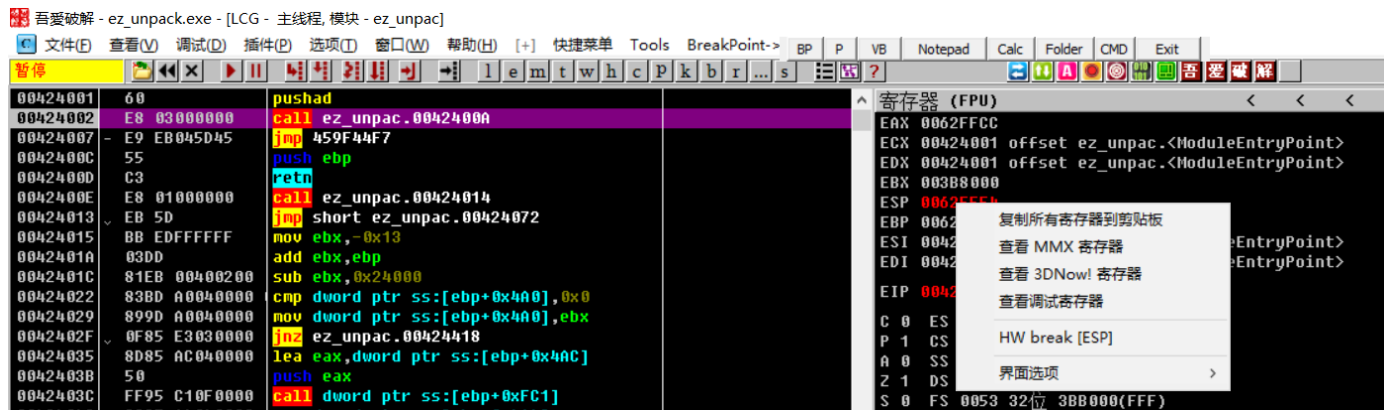 吾愛破解 - ez_unpack.exe - [LCG - 主线程, 模块 - ez_unpac]
C 文件(F) 查看(V) 调试(D) 插件(P) 选项(T) 窗口(W) 帮助(H) [+] 快捷菜单 Tools BreakPoint-> BP P VB Notepad Calc Folder CMD Exit
暂停 l e m t w h c P k b r ... s ? 吾 爱 破 解
00424001 60 pushad
00424002 E8 03000000 call ez_unpac.0042400A
00424007 - E9 EB045D45 jmp 459F44F7
0042400C 55 push ebp
0042400D C3 retn
0042400E E8 01000000 call ez_unpac.00424014
00424013 EB 5D jmp short ez_unpac.00424072
00424015 BB EDFFFFFF mov ebx,-0x13
0042401A 03DD add ebx,ebp
0042401C 81EB 00400200 sub ebx,0x24000
00424022 83BD A0040000 cmp dword ptr ss:[ebp+0x4A0],0x0
00424029 899D A0040000 mov dword ptr ss:[ebp+0x4A0],ebx
0042402F 0F85 E3030000 jnz ez_unpac.00424418
00424035 8D85 AC040000 lea eax,dword ptr ss:[ebp+0x4AC]
0042403B 50 push eax
0042403C FF95 C10F0000 call dword ptr ss:[ebp+0xFC1]
寄存器 (FPU) < < <
EAX 0062FFCC
ECX 00424001 offset ez_unpac.<ModuleEntryPoint>
EDX 00424001 offset ez_unpac.<ModuleEntryPoint>
EBX 003B8000
ESP
EBP 0062
ESI 0042 eEntryPoint>
EDI 0042 eEntryPoint>
EIP 0042
C 0 ES
P 1 CS
A 0 SS
Z 1 DS
S 0 FS 0053 32位 3BB000(FFF)
复制所有寄存器到剪贴板
查看 MMX 寄存器
查看 3DNow! 寄存器
查看调试寄存器
HW break [ESP]
界面选项 >